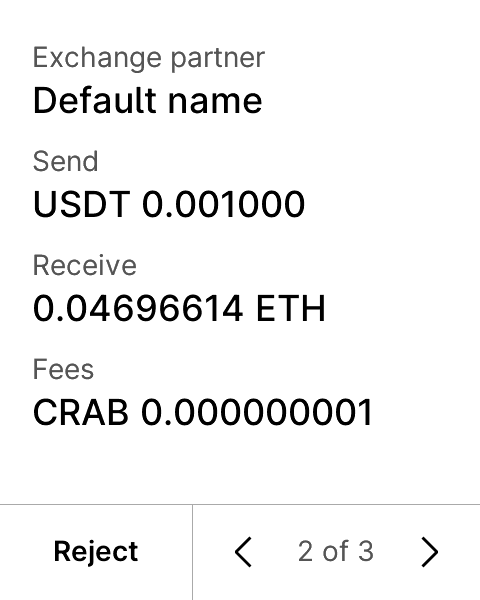 Exchange partner
Default name
Send
USDT 0.001000
Receive
0.04696614 ETH
Fees
CRAB 0.000000001
Reject
2 of 3